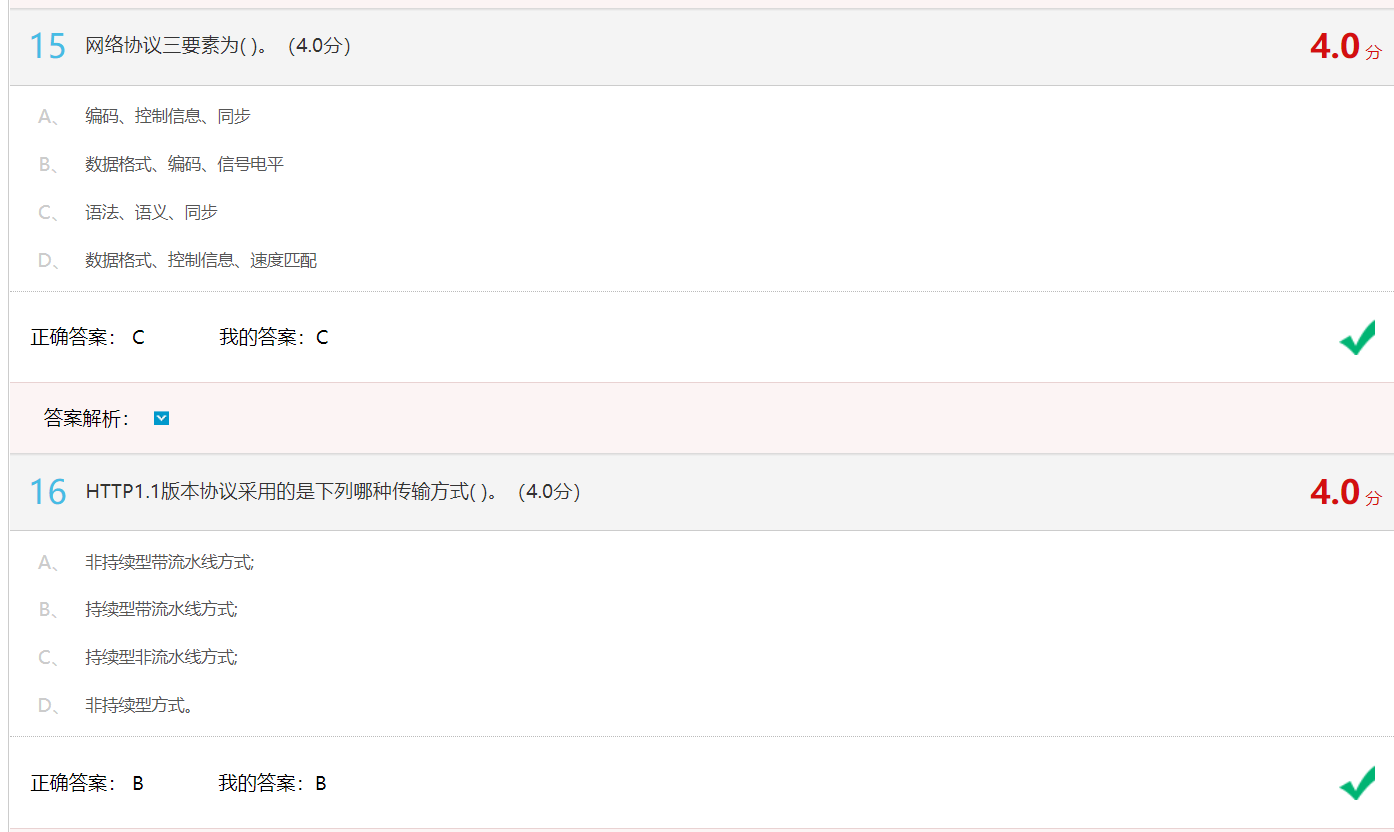 15 网络协议三要素为( )。 （4.0分） 4.0 分
A、 编码、控制信息、同步
B、 数据格式、编码、信号电平
C、 语法、语义、同步
D、 数据格式、控制信息、速度匹配
正确答案： C 我的答案：C
答案解析：
16 HTTP1.1版本协议采用的是下列哪种传输方式( )。 （4.0分） 4.0 分
A、 非持续型带流水线方式;
B、 持续型带流水线方式;
C、 持续型非流水线方式;
D、 非持续型方式。
正确答案： B 我的答案：B